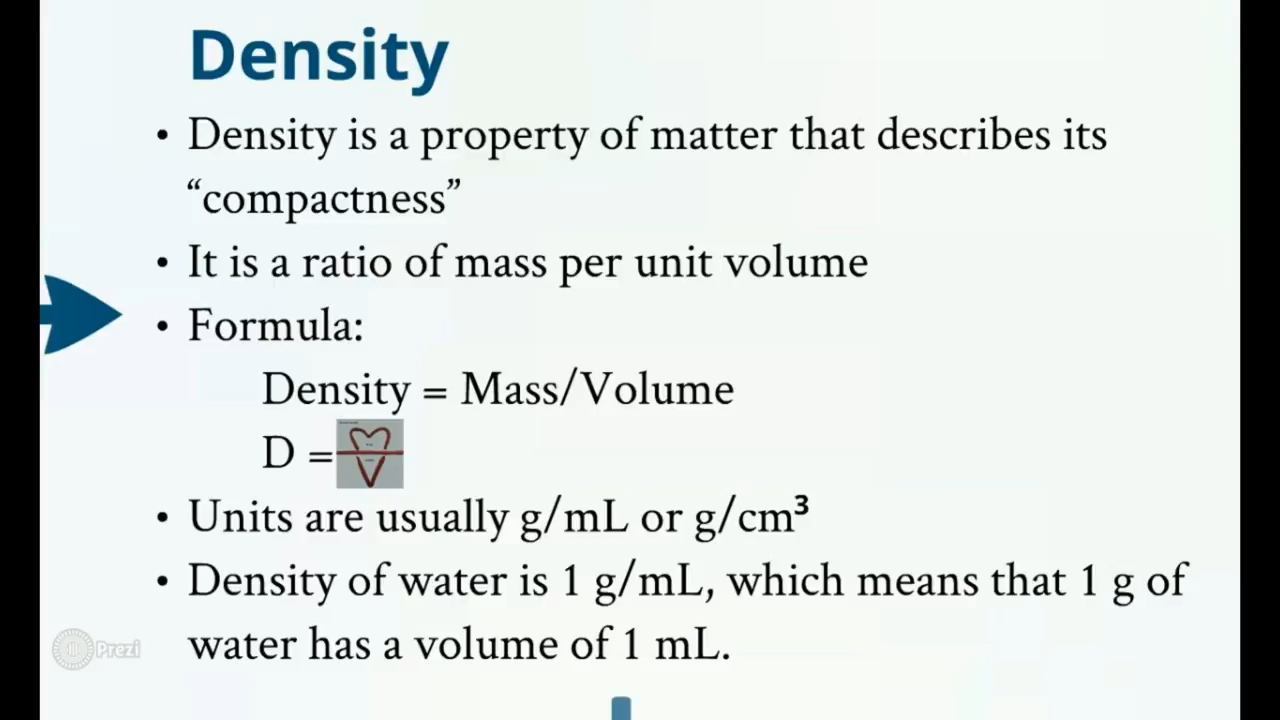 Density
• Density is a property of matter that describes its
“compactness”
• It is a ratio of mass per unit volume
• Formula:
Density = Mass/Volume
D =
• Units are usually g/mL or g/cm³
• Density of water is 1 g/mL, which means that 1 g of
water has a volume of 1 mL.
Prezi